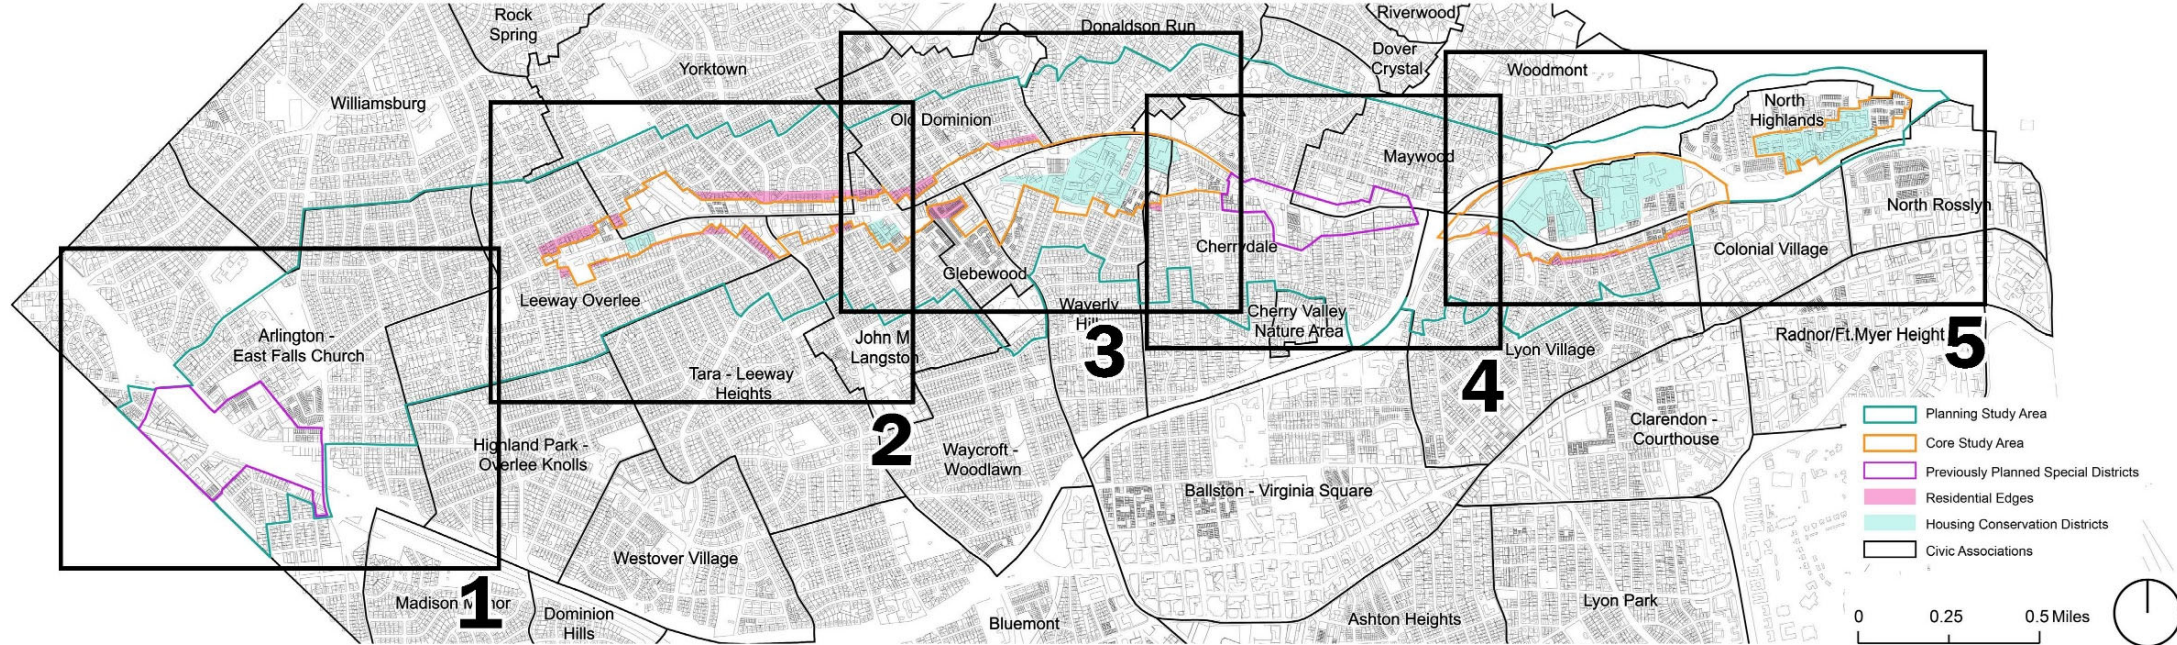 Rock
Spring
Donaldson Run
Riverwood
Dover
Crystal
Yorktown
Woodmont
Williamsburg
North
Highlands
Old Dominion
Maywood
North Rosslyn
Cherrydale
Colonial Village
Glebewood
Leeway Overlee
Waverly
Cherry Valley
Nature Area
Arlington -
East Falls Church
John M
Langston
3
Radnor/Ft.Myer Height
5
Lyon Village
Tara - Leeway
Heights
4
Clarendon -
Courthouse
2
Highland Park -
Overlee Knolls
Waycroft -
Woodlawn
Ballston - Virginia Square
Westover Village
Madison
1
Dominion
Hills
Bluemont
Ashton Heights
Lyon Park
Planning Study Area
Core Study Area
Previously Planned Special Districts
Residential Edges
Housing Conservation Districts
Civic Associations
0 0.25 0.5 Miles